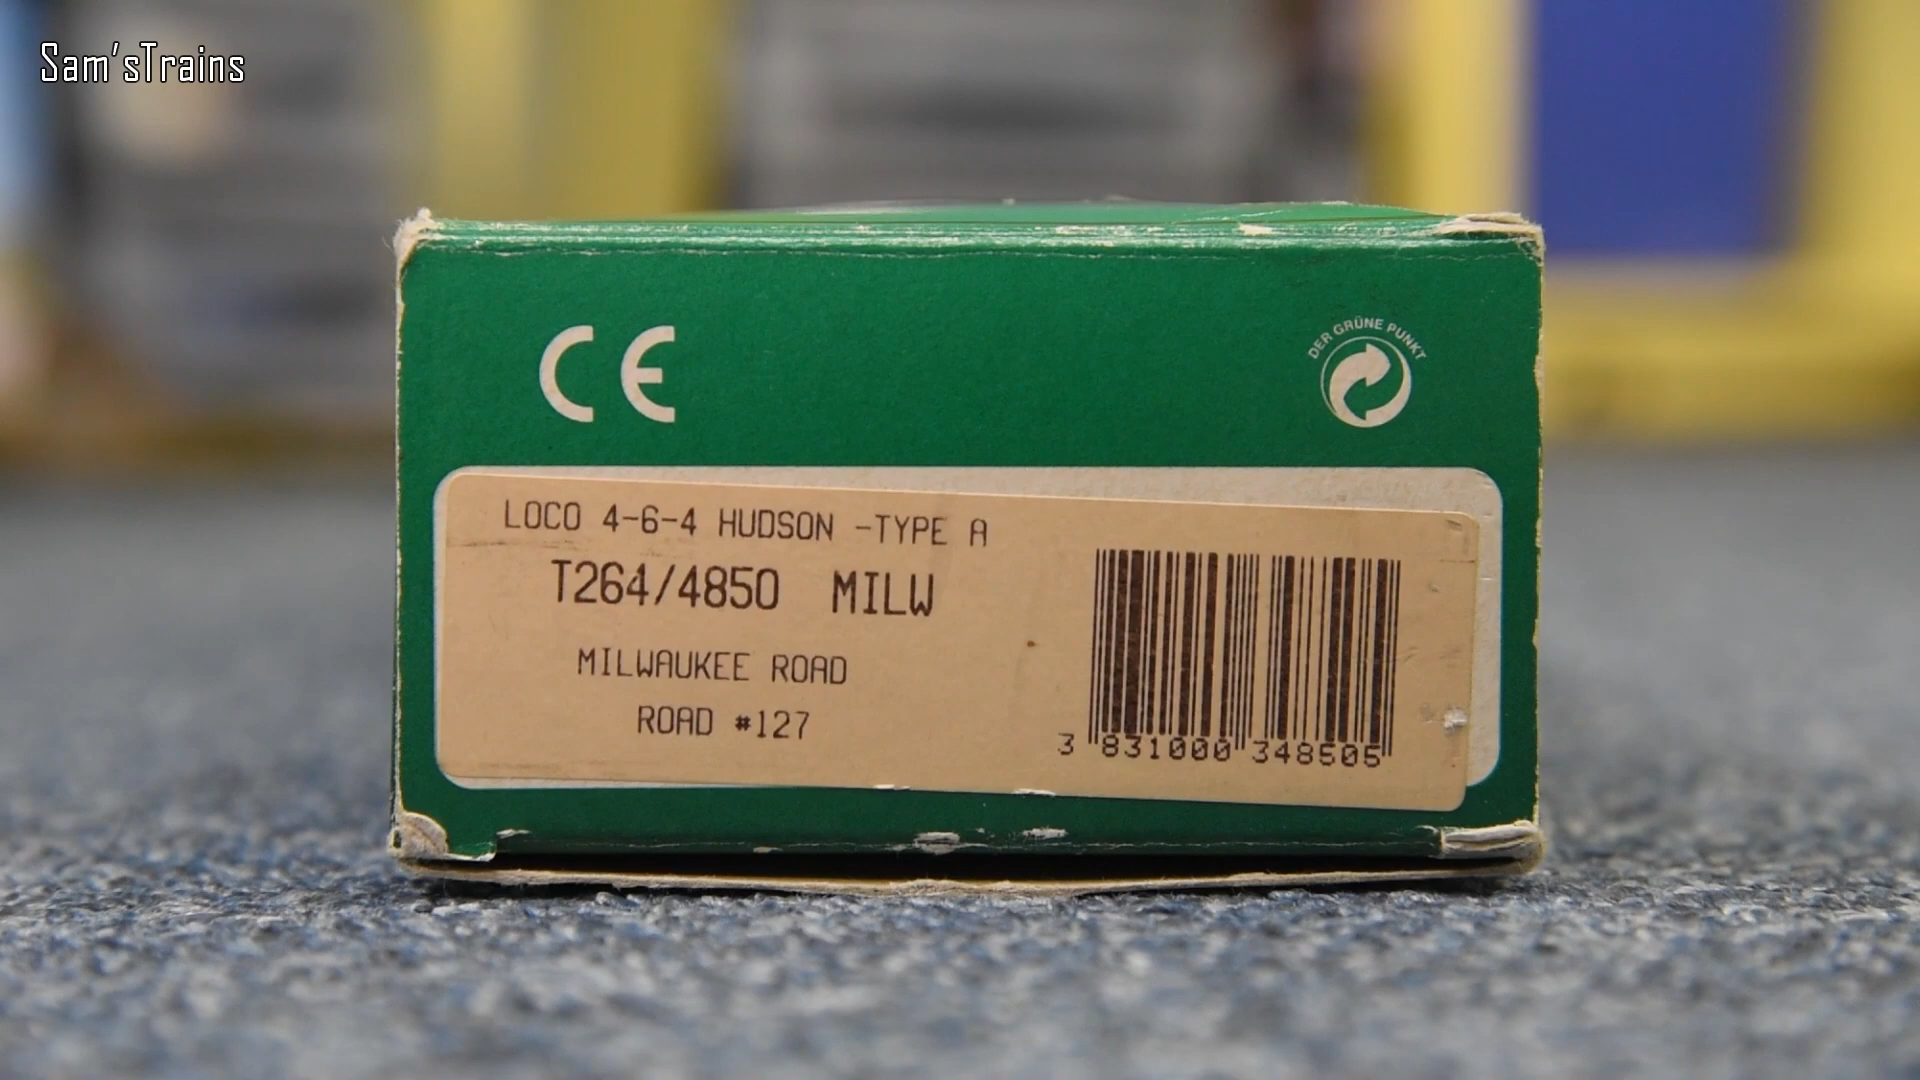 Sam'sTrains
CE
DER GRÜNE PUNKT
LOCO 4-6-4 HUDSON -TYPE A
T264/4850 MILW
MILWAUKEE ROAD
ROAD #127
3 831000 348505